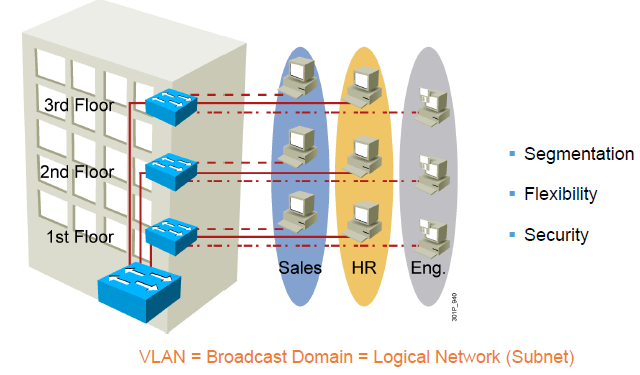 3rd Floor
2nd Floor
1st Floor
Sales
HR
Eng.
▪ Segmentation
▪ Flexibility
▪ Security
301P_940
VLAN = Broadcast Domain = Logical Network (Subnet)